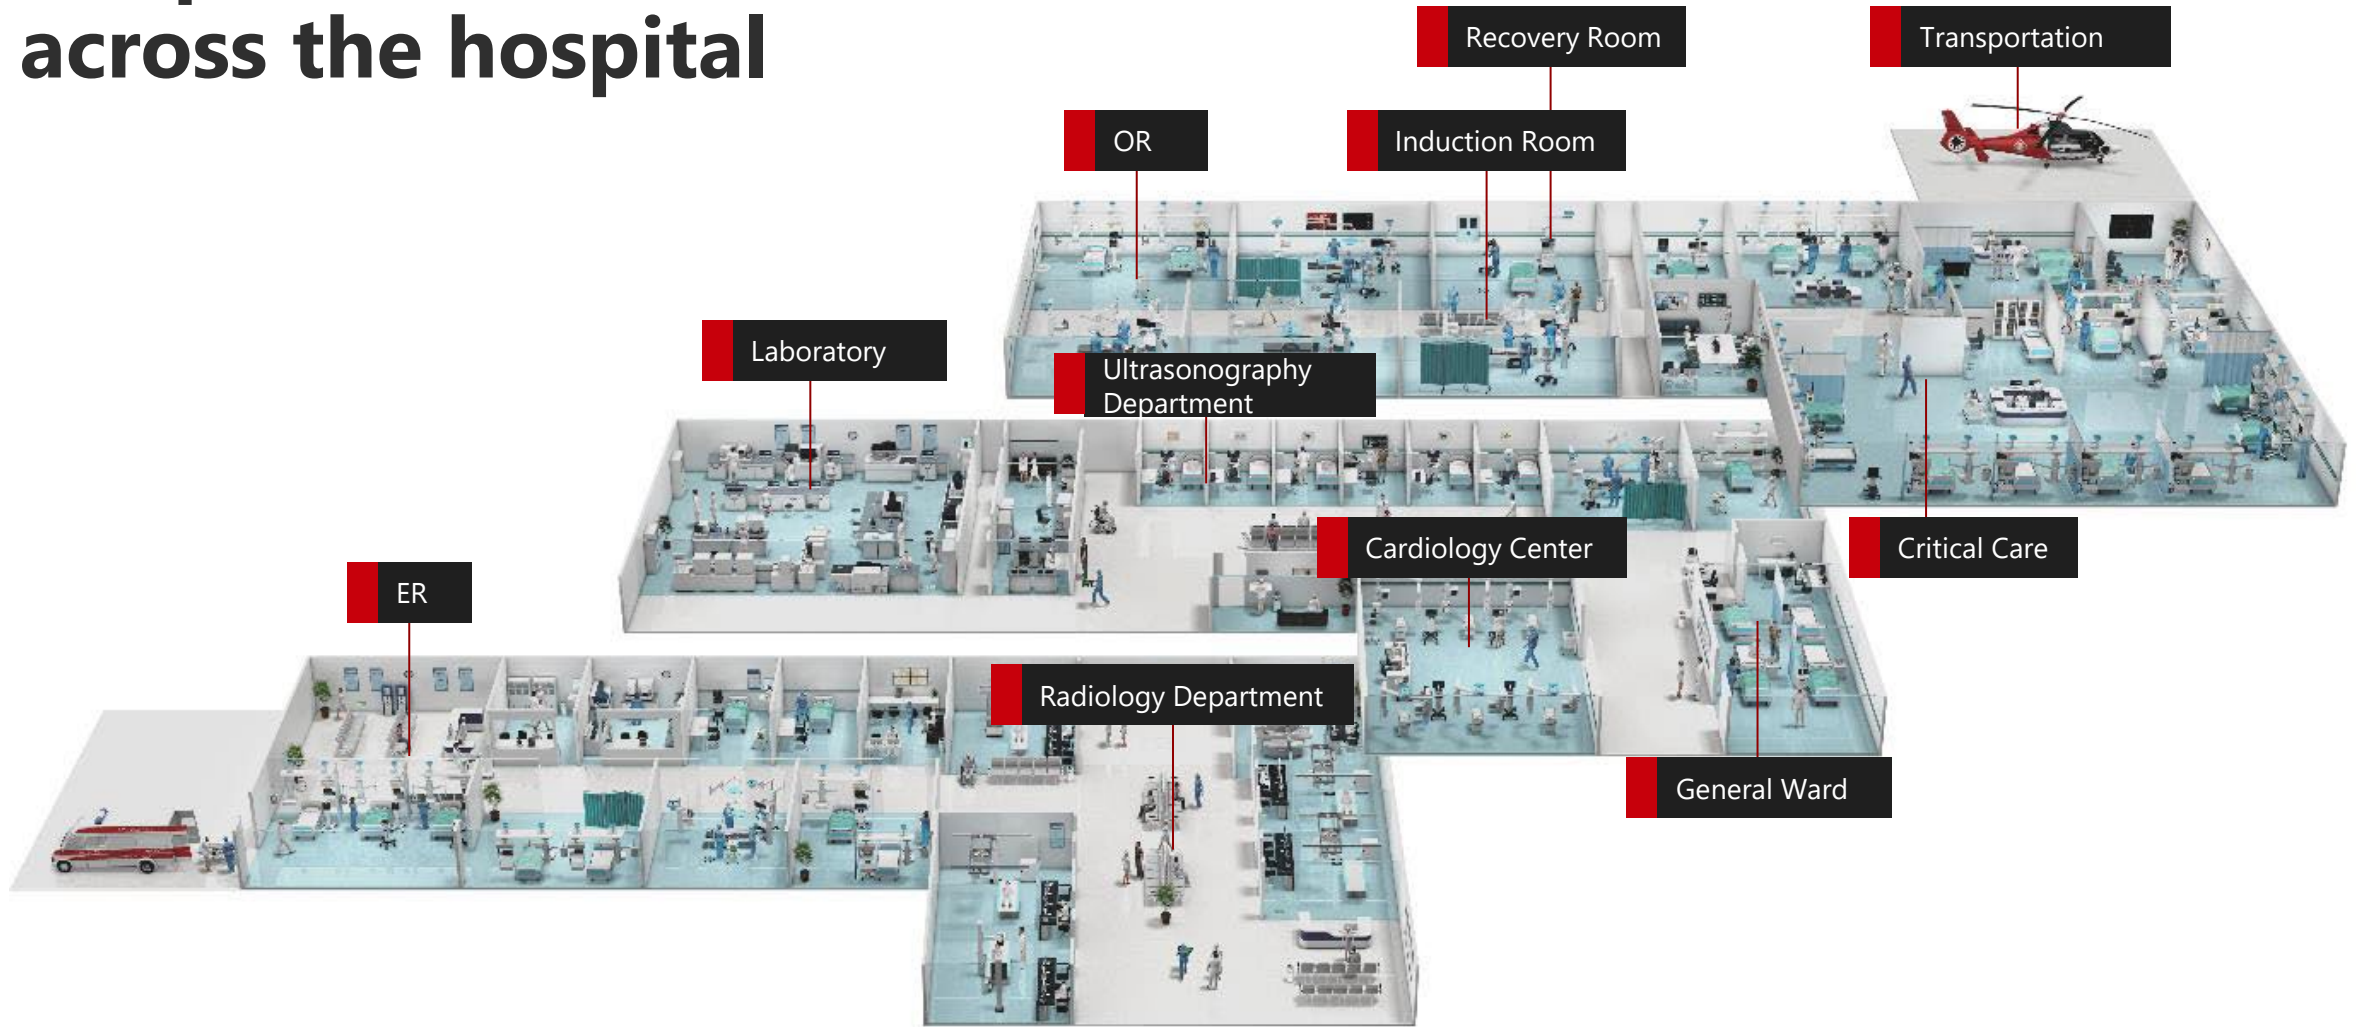 across the hospital
Recovery Room
Transportation
OR
Induction Room
Laboratory
Ultrasonography
Department
Cardiology Center
Critical Care
ER
Radiology Department
General Ward